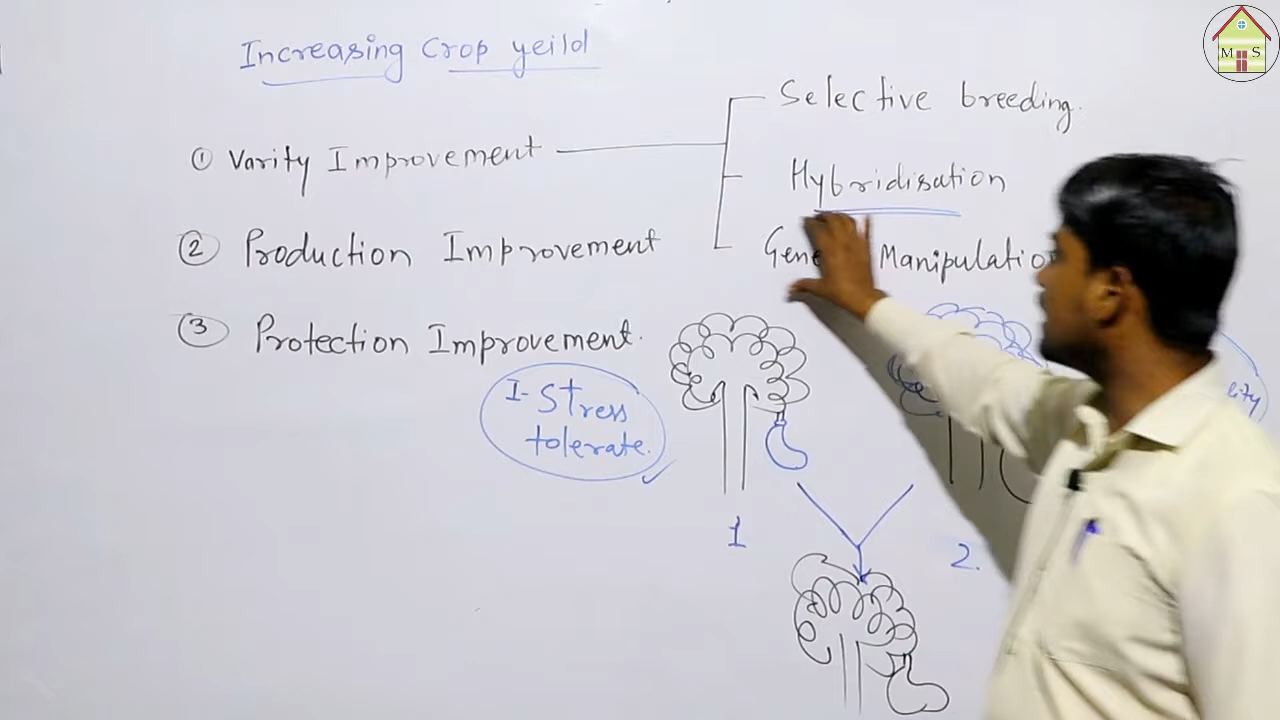 Increasing Crop yeild
① Varity Improvement
Selective breeding.
Hybridisation
Manipulation
② Production Improvement
③ Protection Improvement.
I- Stress
tolerate.
1
2.
M S